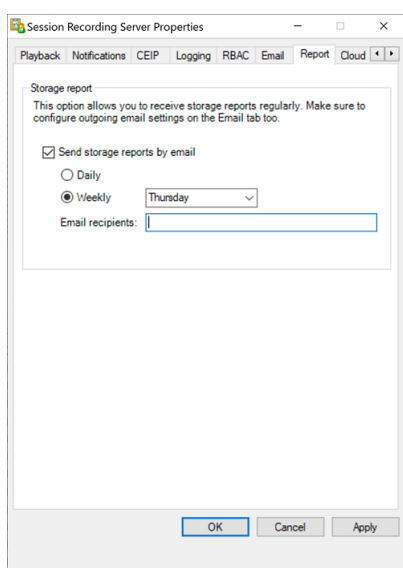 Session Recording Server Properties
Playback Notifications CEIP Logging RBAC Email Report Cloud
Storage report
This option allows you to receive storage reports regularly. Make sure to
configure outgoing email settings on the Email tab too.
Send storage reports by email
Daily
Weekly Thursday
Email recipients:
OK Cancel Apply